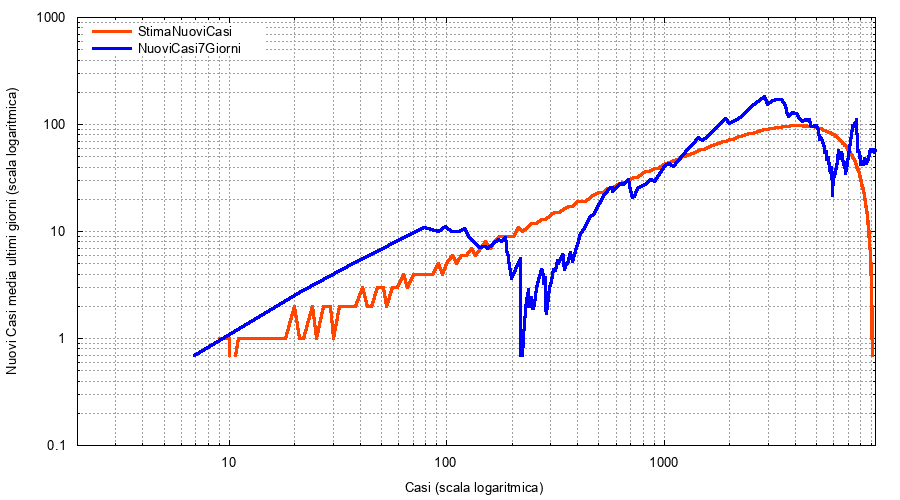 1000
100
10
1
0.1
Nuovi Casi media ultimi giorni (scala logaritmica)
StimaNuoviCasi
NuoviCasi7Giorni
10 100 1000
Casi (scala logaritmica)